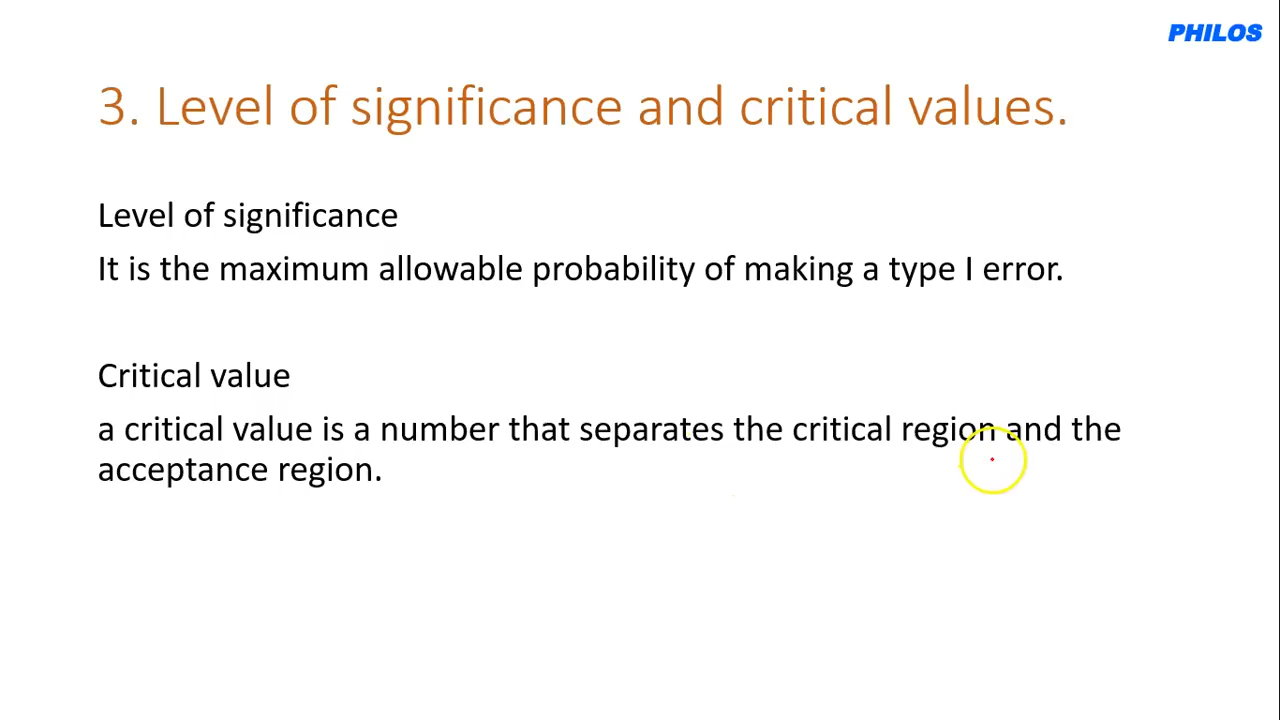 PHILOS
3. Level of significance and critical values.
Level of significance
It is the maximum allowable probability of making a type I error.
Critical value
a critical value is a number that separates the critical region and the
acceptance region.